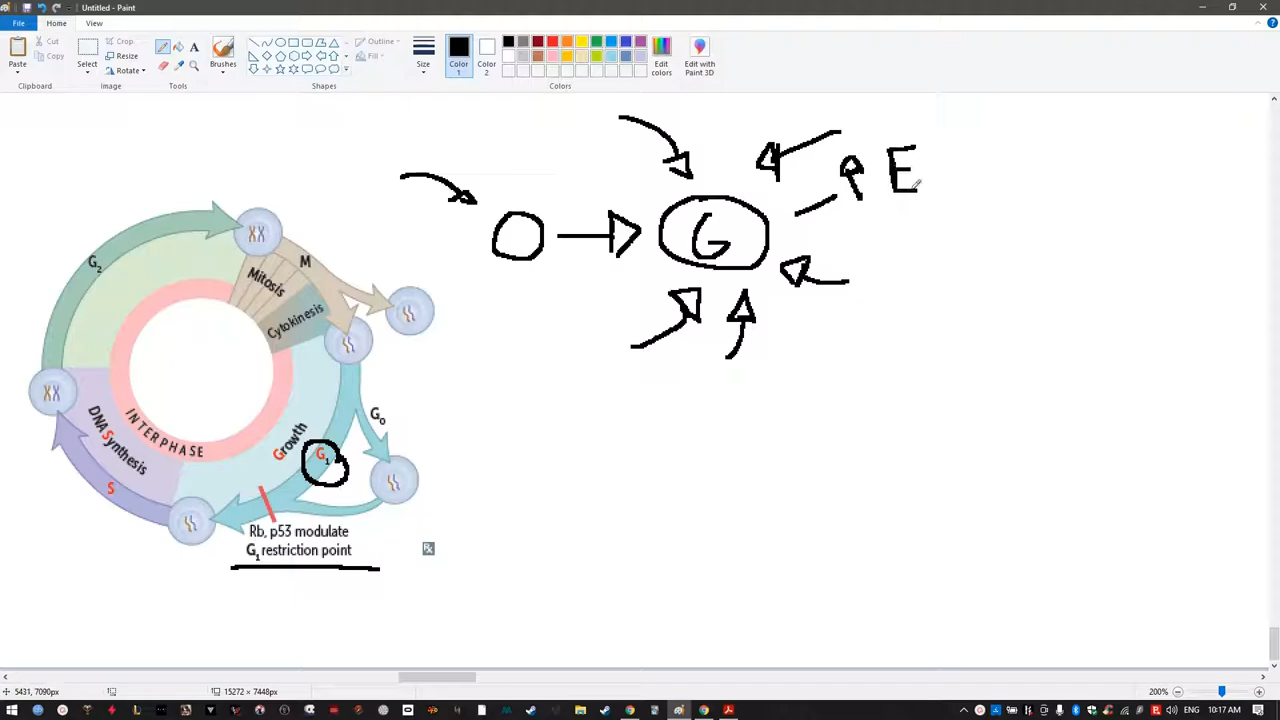 Untitled - Paint
File
Home
View
Paste
Cut
Copy
Clipboard
Select
Crop
Resize
Rotate
Image
Tools
Brushes
Shapes
Outline
Fill
Size
Color 1
Color 2
Edit colors
Edit with Paint 3D
Colors
G
E
G2
M
Mitosis
Cytokinesis
INTERPHASE
DNA Synthesis
S
Growth
G1
G0
Rb, p53 modulate
G1 restriction point
5431, 7090px
15272 × 7448px
200%
ENG
10:17 AM